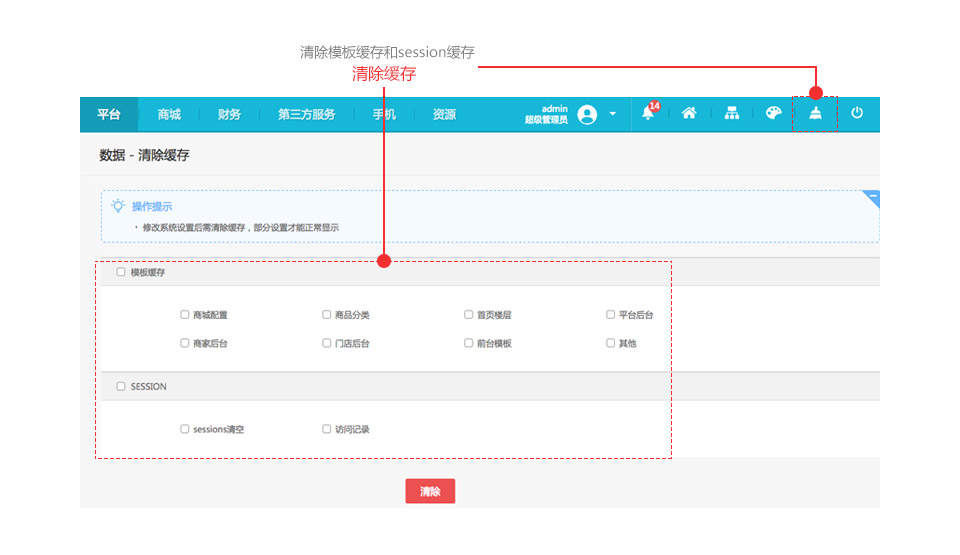 清除模板缓存和session缓存
清除缓存
平台 商城 财务 第三方服务 手机 资源 admin 超级管理员 14
数据 - 清除缓存
操作提示
修改系统设置后需清除缓存，部分设置才能正常显示
模板缓存
商城配置 商品分类 首页楼层 平台后台
商家后台 门店后台 前台模板 其他
SESSION
sessions清空 访问记录
清除